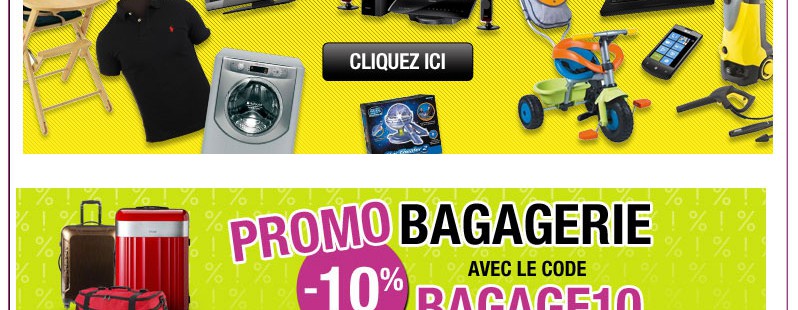 CLIQUEZ ICI
PROMO BAGAGERIE
-10%
AVEC LE CODE
BAGAGE10